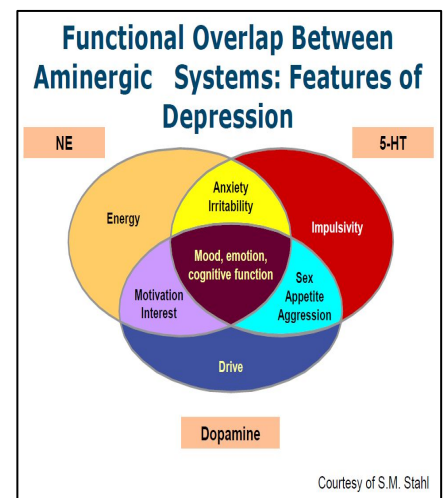 Functional Overlap Between
Aminergic Systems: Features of
Depression
NE
5-HT
Anxiety
Irritability
Energy
Impulsivity
Mood, emotion,
cognitive function
Motivation
Interest
Sex
Appetite
Aggression
Drive
Dopamine
Courtesy of S.M. Stahl